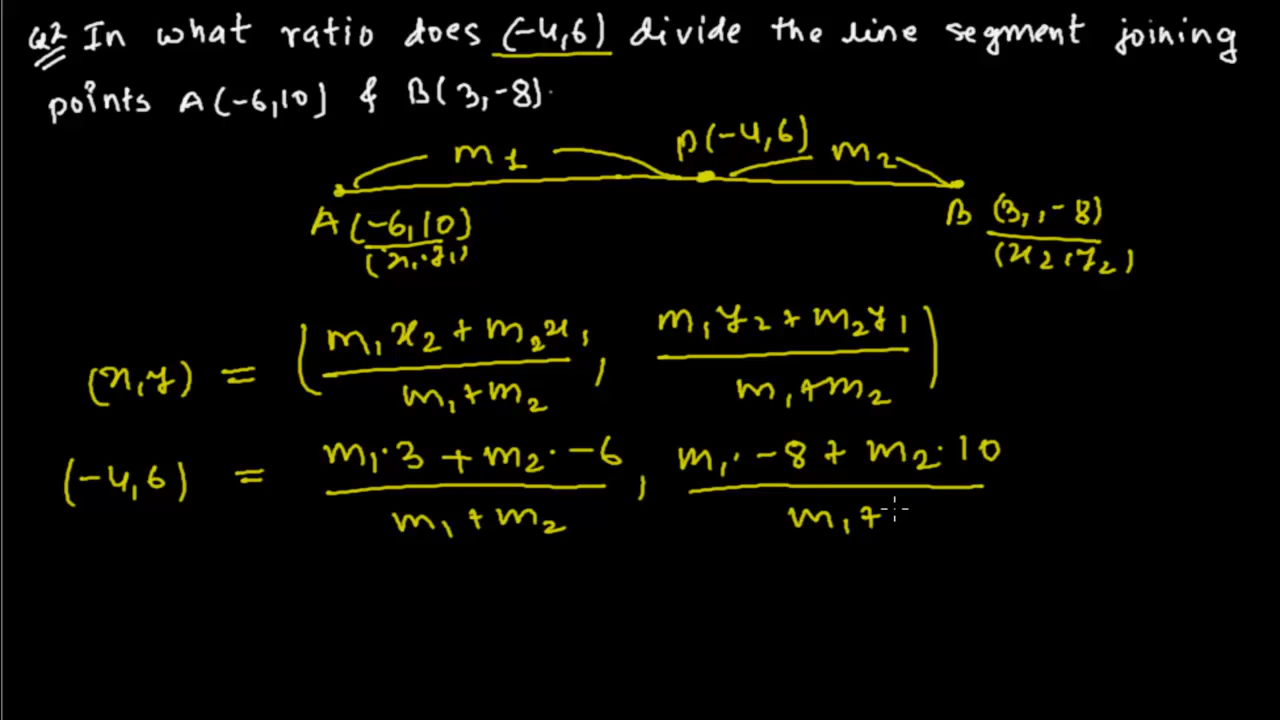 Q2 In what ratio does (-4,6) divide the line segment joining
points A(-6,10) & B(3,-8).
m1 P(-4,6) m2
A (-6,10) B (3,,-8)
(x1,y1) (x2,y2)
(x,y) = ( m1x2 + m2x1 / m1+m2 , m1y2 + m2y1 / m1+m2 )
(-4,6) = m1·3 + m2·-6 / m1+m2 , m1·-8+m2·10 / m1+